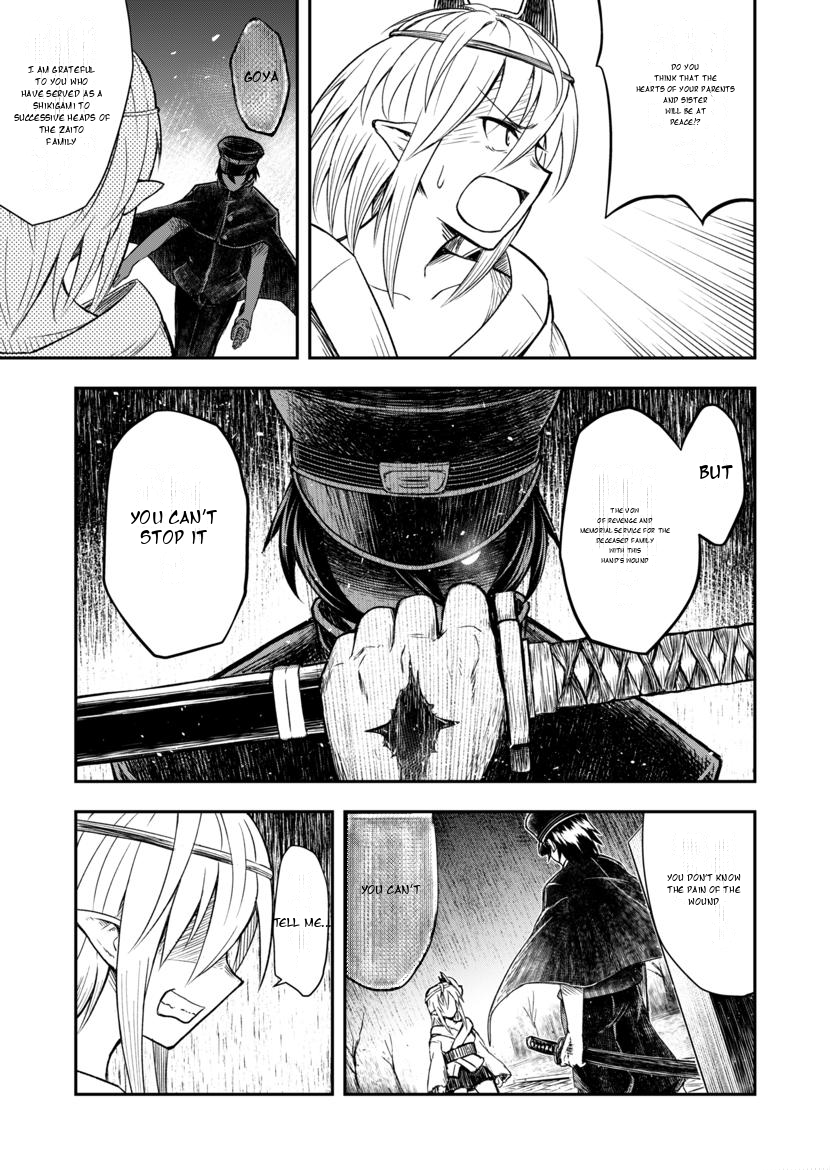 DO YOU
THINK THAT THE
HEARTS OF YOUR PARENTS
AND SISTER
WILL BE AT
PEACE!?
GOYA
I AM GRATEFUL
TO YOU WHO
HAVE SERVED AS A
SHIKIGAMI TO
SUCCESSIVE HEADS OF
THE ZAITO
FAMILY
BUT
THE VOW
OF REVENGE AND
MEMORIAL SERVICE FOR THE
DECEASED FAMILY
WITH THIS
HAND'S WOUND
YOU CAN'T
STOP IT
YOU DON'T KNOW
THE PAIN OF THE
WOUND
YOU CAN'T
TELL ME...